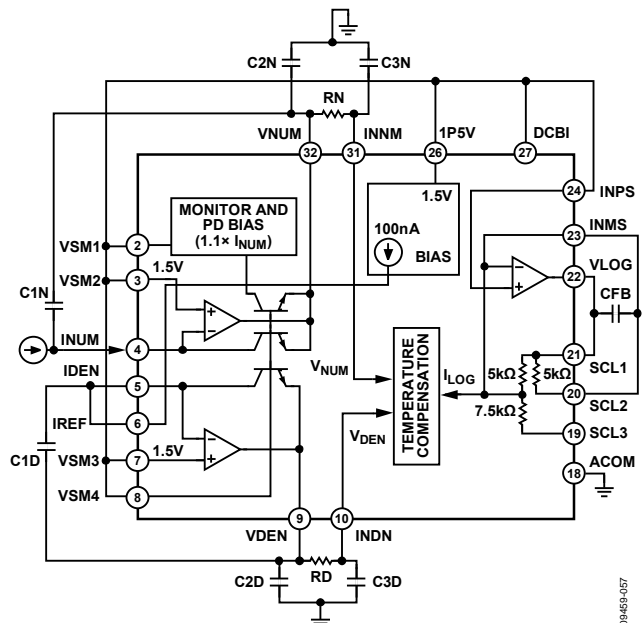 C2N
C3N
RN
VNUM
INNM
1P5V
DCBI
32
31
26
27
INPS
24
MONITOR AND
PD BIAS
(1.1× INUM)
1.5V
100nA
BIAS
INMS
23
VSM1
2
VLOG
22
VSM2
3
1.5V
CFB
C1N
INUM
4
VNUM
TEMPERATURE
COMPENSATION
ILOG
5kΩ
5kΩ
21
SCL1
IDEN
5
20
SCL2
IREF
6
VDEN
7.5kΩ
19
SCL3
1.5V
C1D
VSM3
7
ACOM
18
VSM4
8
9
10
VDEN
INDN
C2D
RD
C3D
09459-057